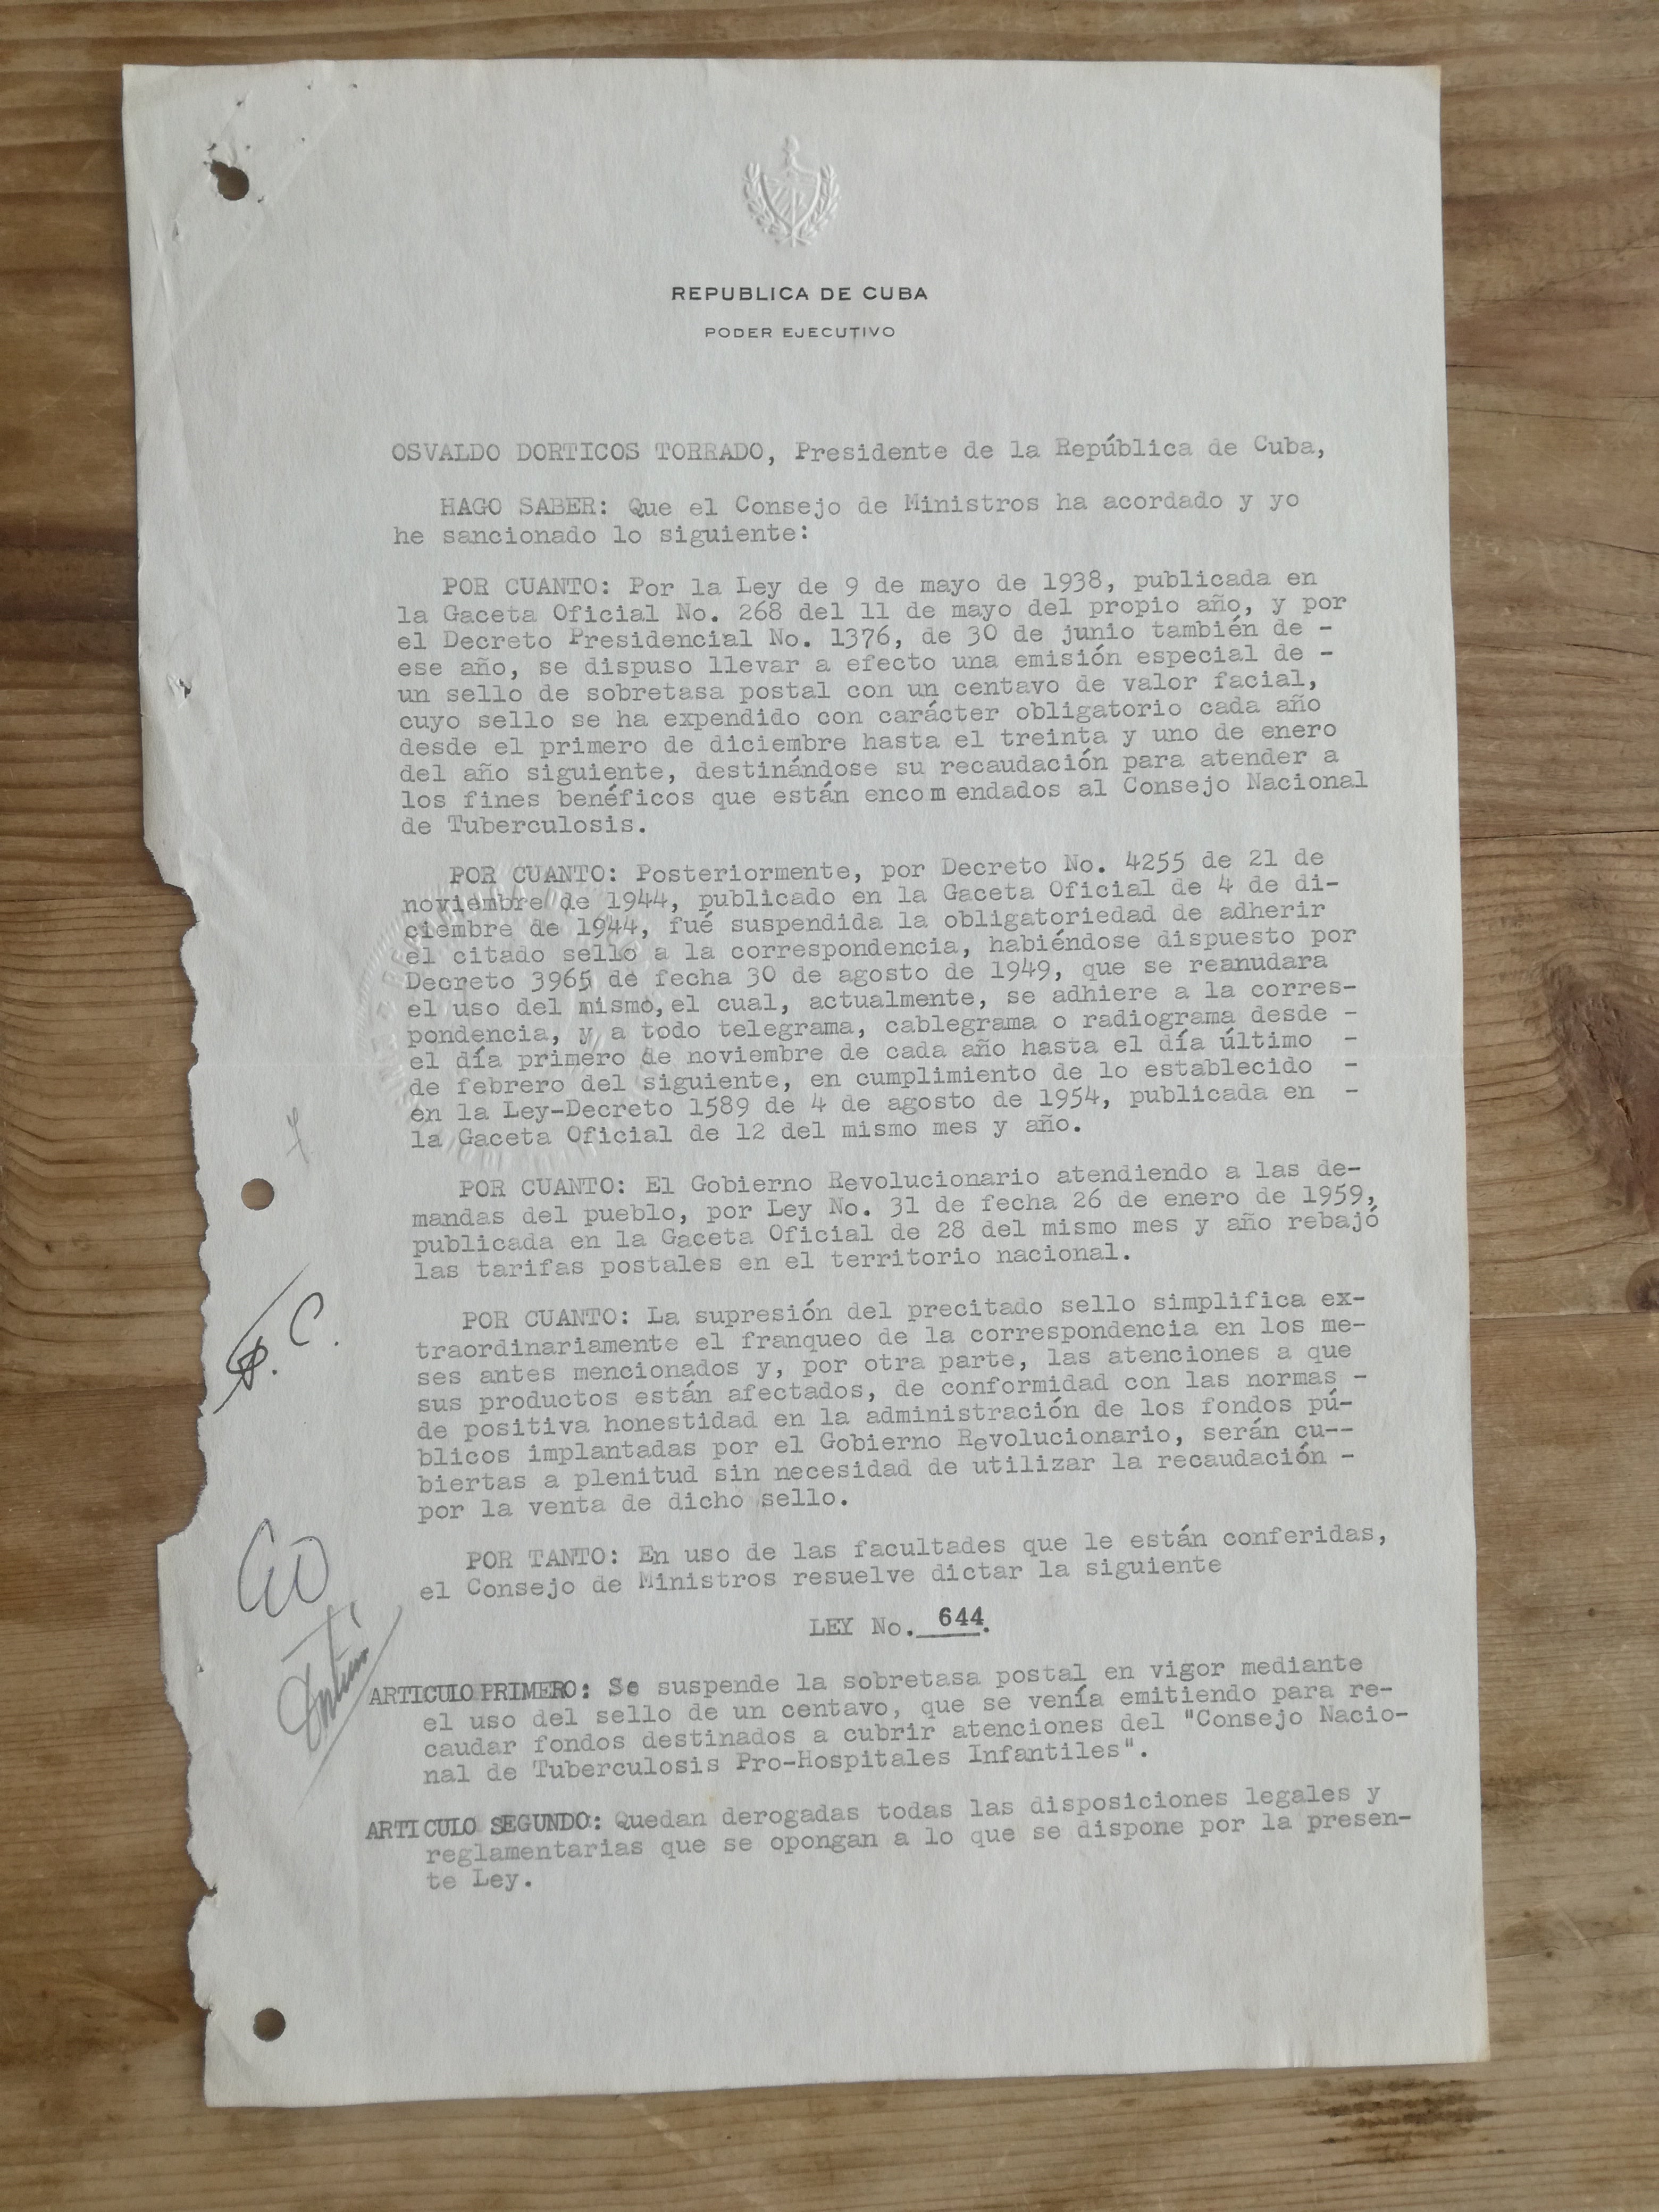 REPUBLICA DE CUBA
PODER EJECUTIVO
OSVALDO DORTICOS TORRADO, Presidente de la República de Cuba,
HAGO SABER: Que el Consejo de Ministros ha acordado y yo
he sancionado lo siguiente:
POR CUANTO: Por la Ley de 9 de mayo de 1938, publicada en
la Gaceta Oficial No. 268 del 11 de mayo del propio año, y por
el Decreto Presidencial No. 1376, de 30 de junio también de -
ese año, se dispuso llevar a efecto una emisión especial de -
un sello de sobretasa postal con un centavo de valor facial,
cuyo sello se ha expendido con carácter obligatorio cada año
desde el primero de diciembre hasta el treinta y uno de enero
del año siguiente, destinándose su recaudación para atender a
los fines benéficos que están encom endados al Consejo Nacional
de Tuberculosis.
POR CUANTO: Posteriormente, por Decreto No. 4255 de 21 de
noviembre de 1944, publicado en la Gaceta Oficial de 4 de di-
ciembre de 1944, fué suspendida la obligatoriedad de adherir
el citado sello a la correspondencia, habiéndose dispuesto por
Decreto 3965 de fecha 30 de agosto de 1949, que se reanudara
el uso del mismo, el cual, actualmente, se adhiere a la corres-
pondencia, y a todo telegrama, cablegrama o radiograma desde -
el día primero de noviembre de cada año hasta el día último -
de febrero del siguiente, en cumplimiento de lo establecido -
en la Ley-Decreto 1589 de 4 de agosto de 1954, publicada en -
la Gaceta Oficial de 12 del mismo mes y año.
POR CUANTO: El Gobierno Revolucionario atendiendo a las de-
mandas del pueblo, por Ley No. 31 de fecha 26 de enero de 1959,
publicada en la Gaceta Oficial de 28 del mismo mes y año rebajó
las tarifas postales en el territorio nacional.
POR CUANTO: La supresión del precitado sello simplifica ex-
traordinariamente el franqueo de la correspondencia en los me-
ses antes mencionados y, por otra parte, las atenciones a que
sus productos están afectados, de conformidad con las normas -
de positiva honestidad en la administración de los fondos pú-
blicos implantadas por el Gobierno Revolucionario, serán cu--
biertas a plenitud sin necesidad de utilizar la recaudación -
por la venta de dicho sello.
POR TANTO: En uso de las facultades que le están conferidas,
el Consejo de Ministros resuelve dictar la siguiente
LEY No. 644.
ARTICULO PRIMERO: Se suspende la sobretasa postal en vigor mediante
el uso del sello de un centavo, que se venía emitiendo para re-
caudar fondos destinados a cubrir atenciones del "Consejo Nacio-
nal de Tuberculosis Pro-Hospitales Infantiles".
ARTICULO SEGUNDO: Quedan derogadas todas las disposiciones legales y
reglamentarias que se opongan a lo que se dispone por la presen-
te Ley.